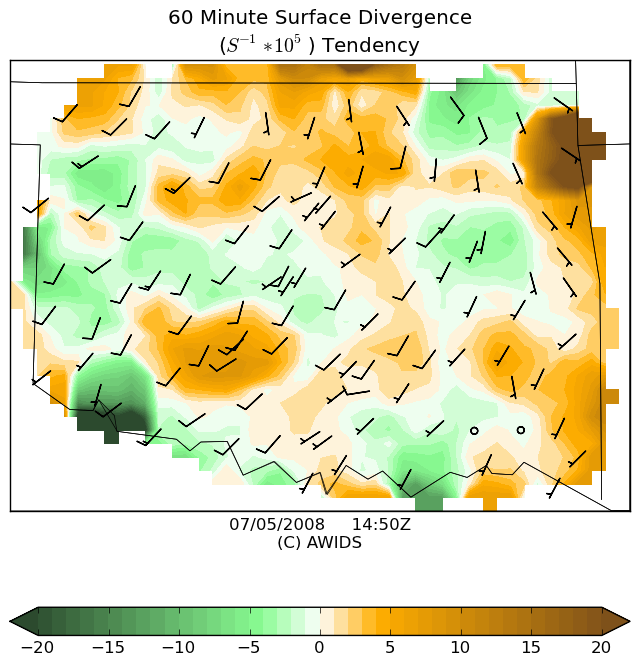 60 Minute Surface Divergence
(S⁻¹ *10⁵ ) Tendency
07/05/2008 14:50Z
(C) AWIDS
−20 −15 −10 −5 0 5 10 15 20